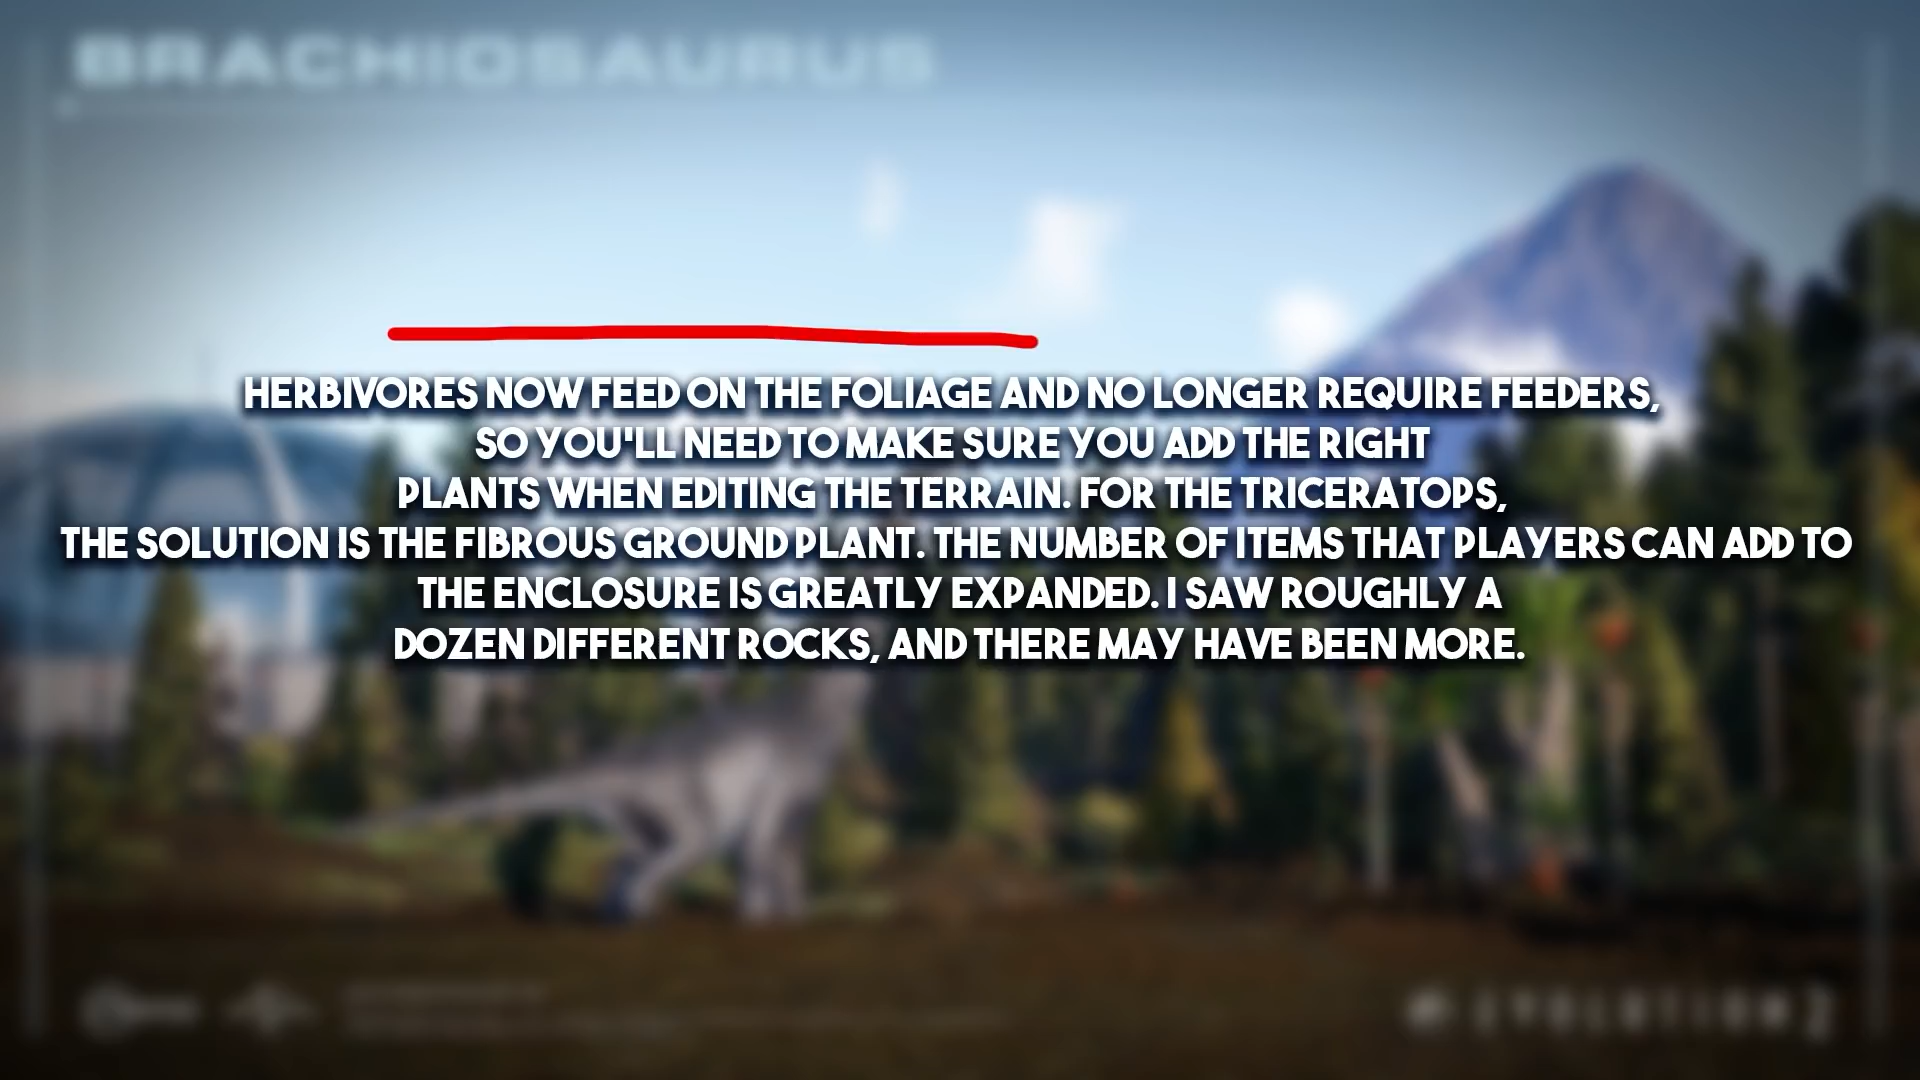 BRACHIOSAURUS
HERBIVORES NOW FEED ON THE FOLIAGE AND NO LONGER REQUIRE FEEDERS,
SO YOU'LL NEED TO MAKE SURE YOU ADD THE RIGHT
PLANTS WHEN EDITING THE TERRAIN. FOR THE TRICERATOPS,
THE SOLUTION IS THE FIBROUS GROUND PLANT. THE NUMBER OF ITEMS THAT PLAYERS CAN ADD TO
THE ENCLOSURE IS GREATLY EXPANDED. I SAW ROUGHLY A
DOZEN DIFFERENT ROCKS, AND THERE MAY HAVE BEEN MORE.
EVOLUTION 2